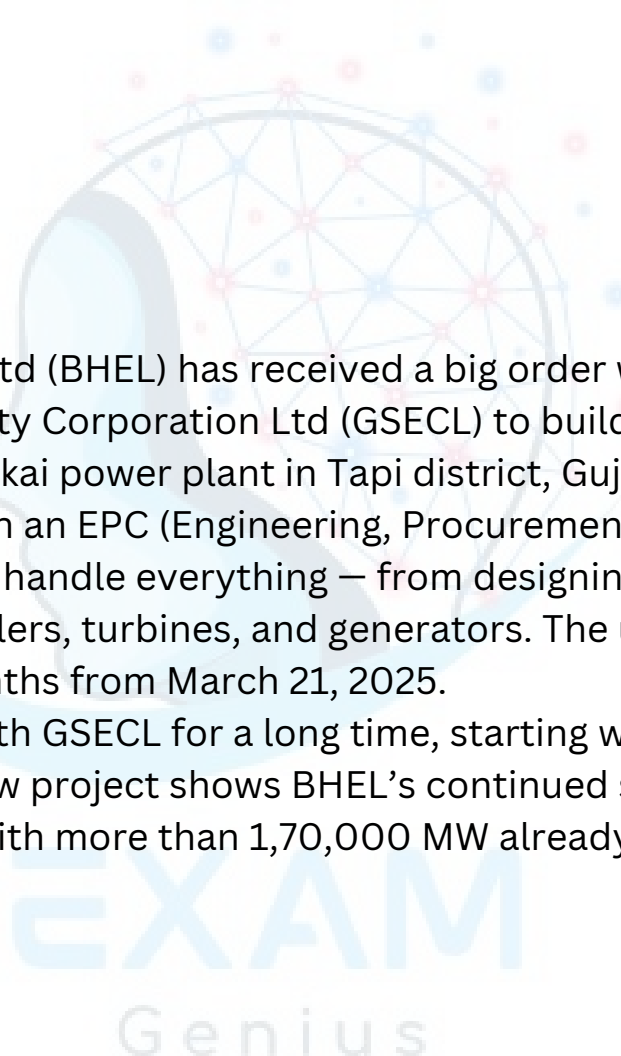 td (BHEL) has received a big order
ty Corporation Ltd (GSECL) to build
kai power plant in Tapi district, Guj
n an EPC (Engineering, Procuremen
handle everything — from designin
lers, turbines, and generators. The
ths from March 21, 2025.
th GSECL for a long time, starting w
w project shows BHEL’s continued s
ith more than 1,70,000 MW already
EXAM
Genius